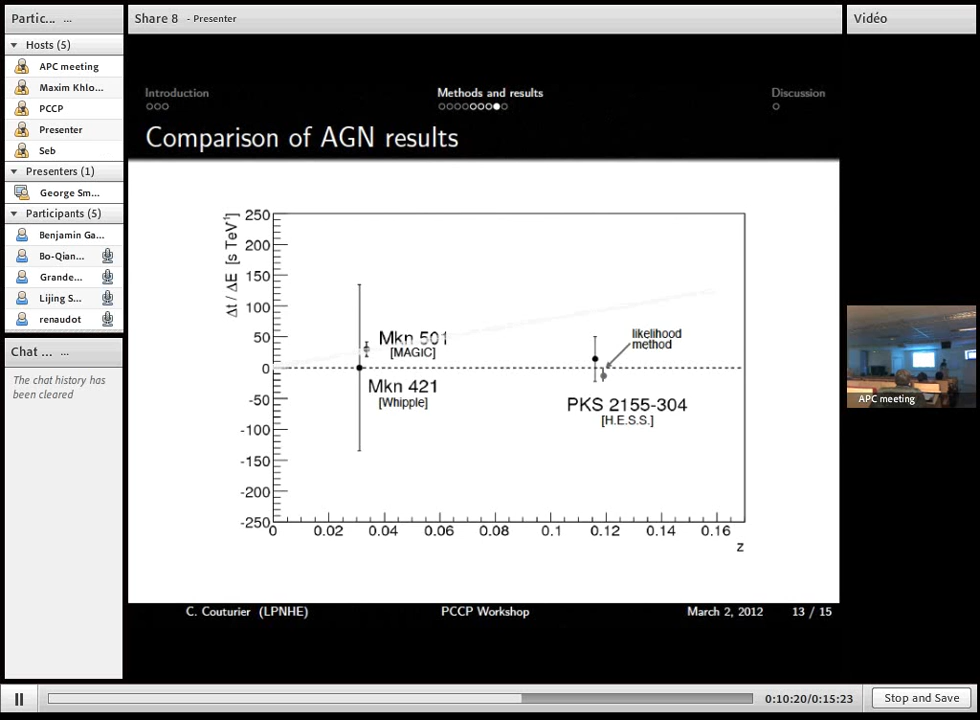 Partic... ...
Hosts (5)
APC meeting
Maxim Khlo...
PCCP
Presenter
Seb
Presenters (1)
George Sm...
Participants (5)
Benjamin Ga...
Bo-Qian...
Grande...
Lijing S...
renaudot
Chat ... ...
The chat history has
been cleared
Share 8 - Presenter
Introduction
Methods and results
Discussion
Comparison of AGN results
Δt / ΔE [s TeV⁻¹]
250
200
150
100
50
0
-50
-100
-150
-200
-250
0 0.02 0.04 0.06 0.08 0.1 0.12 0.14 0.16
z
Mkn 501
[MAGIC]
Mkn 421
[Whipple]
likelihood
method
PKS 2155-304
[H.E.S.S.]
C. Couturier (LPNHE) PCCP Workshop March 2, 2012 13 / 15
Vidéo
APC meeting
0:10:20/0:15:23
Stop and Save